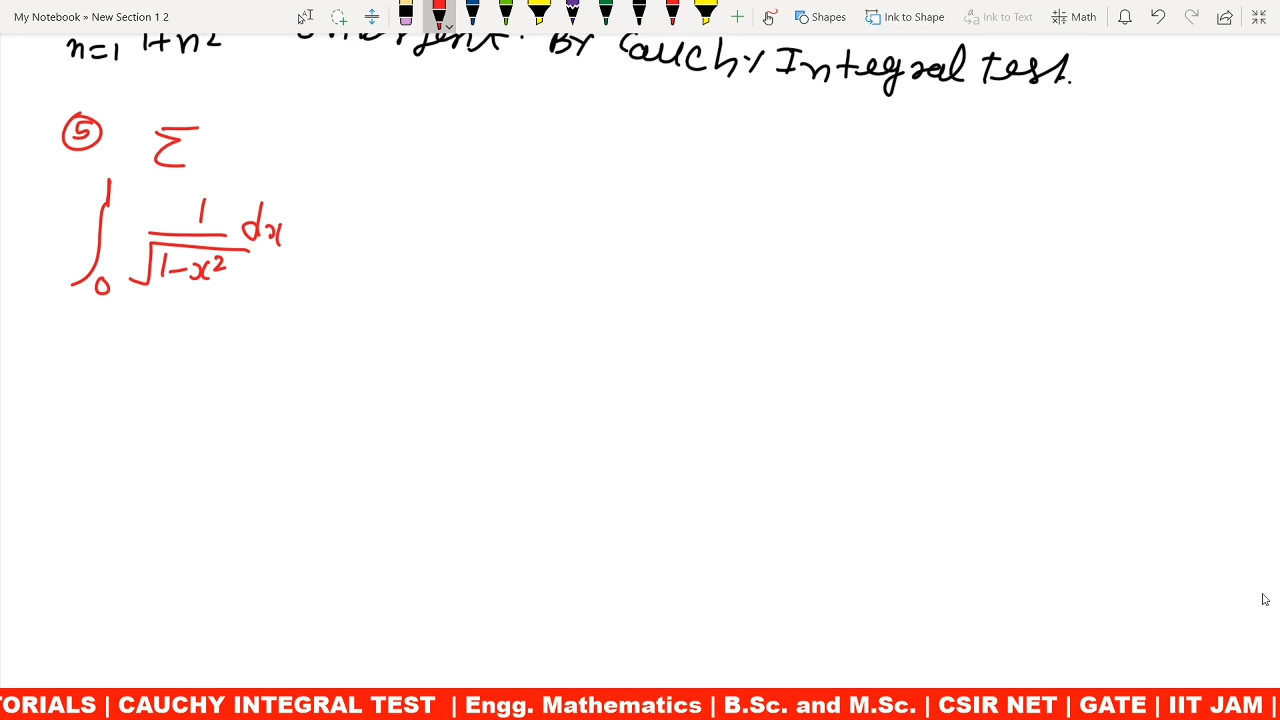 My Notebook » New Section 1 2
Shapes Ink to Shape Ink to Text Math
n=1 1+n² By Cauchy Integral test.
⑤ Σ
∫₀¹ 1/√(1-x²) dx
TORIALS | CAUCHY INTEGRAL TEST | Engg. Mathematics | B.Sc. and M.Sc. | CSIR NET | GATE | IIT JAM |